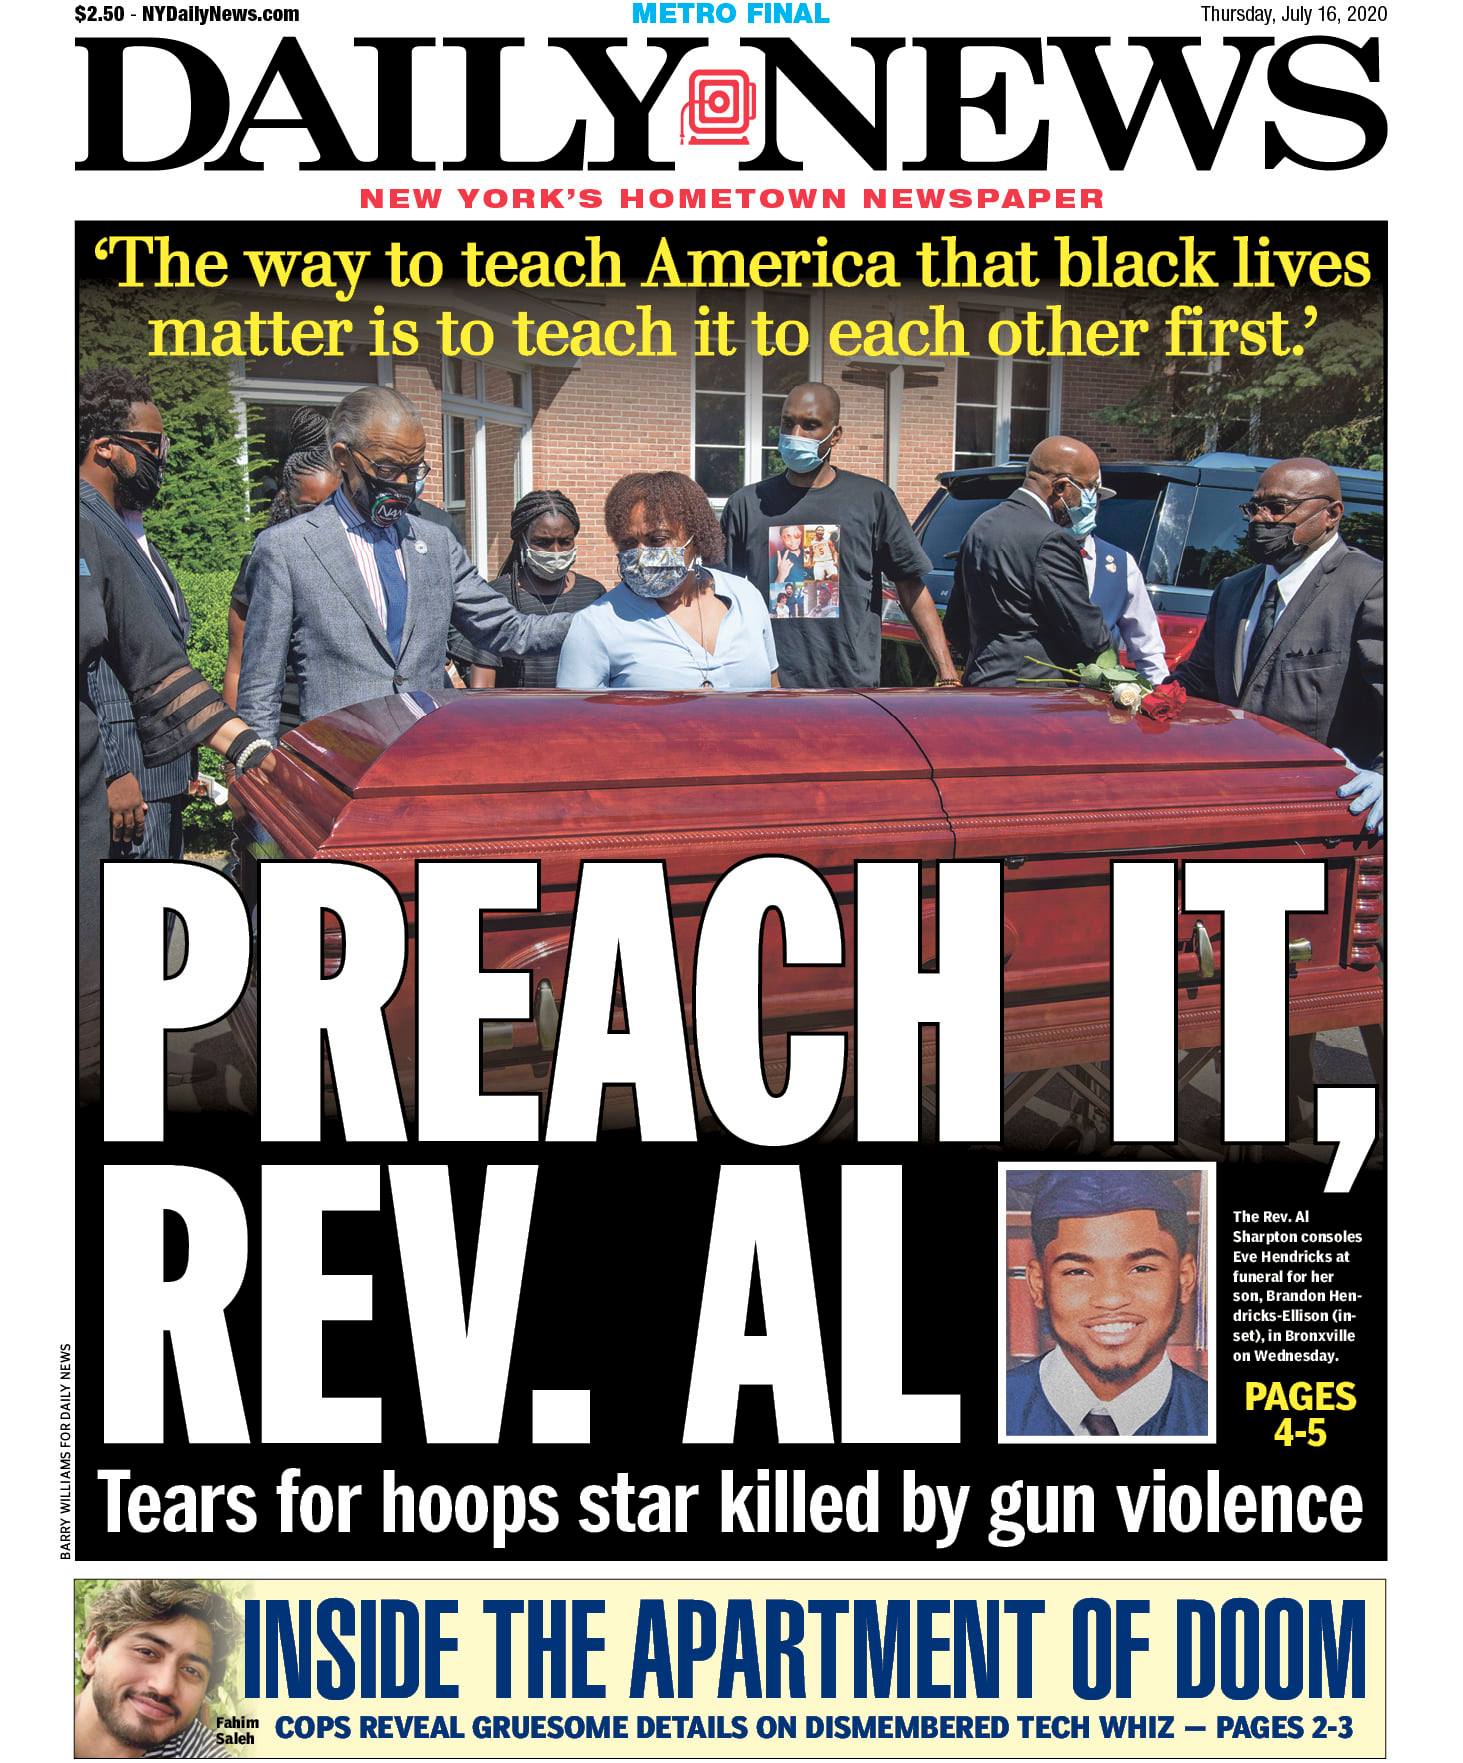 $2.50 - NYDailyNews.com
METRO FINAL
Thursday, July 16, 2020
DAILY NEWS
NEW YORK'S HOMETOWN NEWSPAPER
‘The way to teach America that black lives
matter is to teach it to each other first.’
PREACH IT,
REV. AL
The Rev. Al
Sharpton consoles
Eve Hendricks at
funeral for her
son, Brandon Hen-
dricks-Ellison (in-
set), in Bronxville
on Wednesday.
PAGES
4-5
BARRY WILLIAMS FOR DAILY NEWS
Tears for hoops star killed by gun violence
INSIDE THE APARTMENT OF DOOM
Fahim
Saleh
COPS REVEAL GRUESOME DETAILS ON DISMEMBERED TECH WHIZ — PAGES 2-3